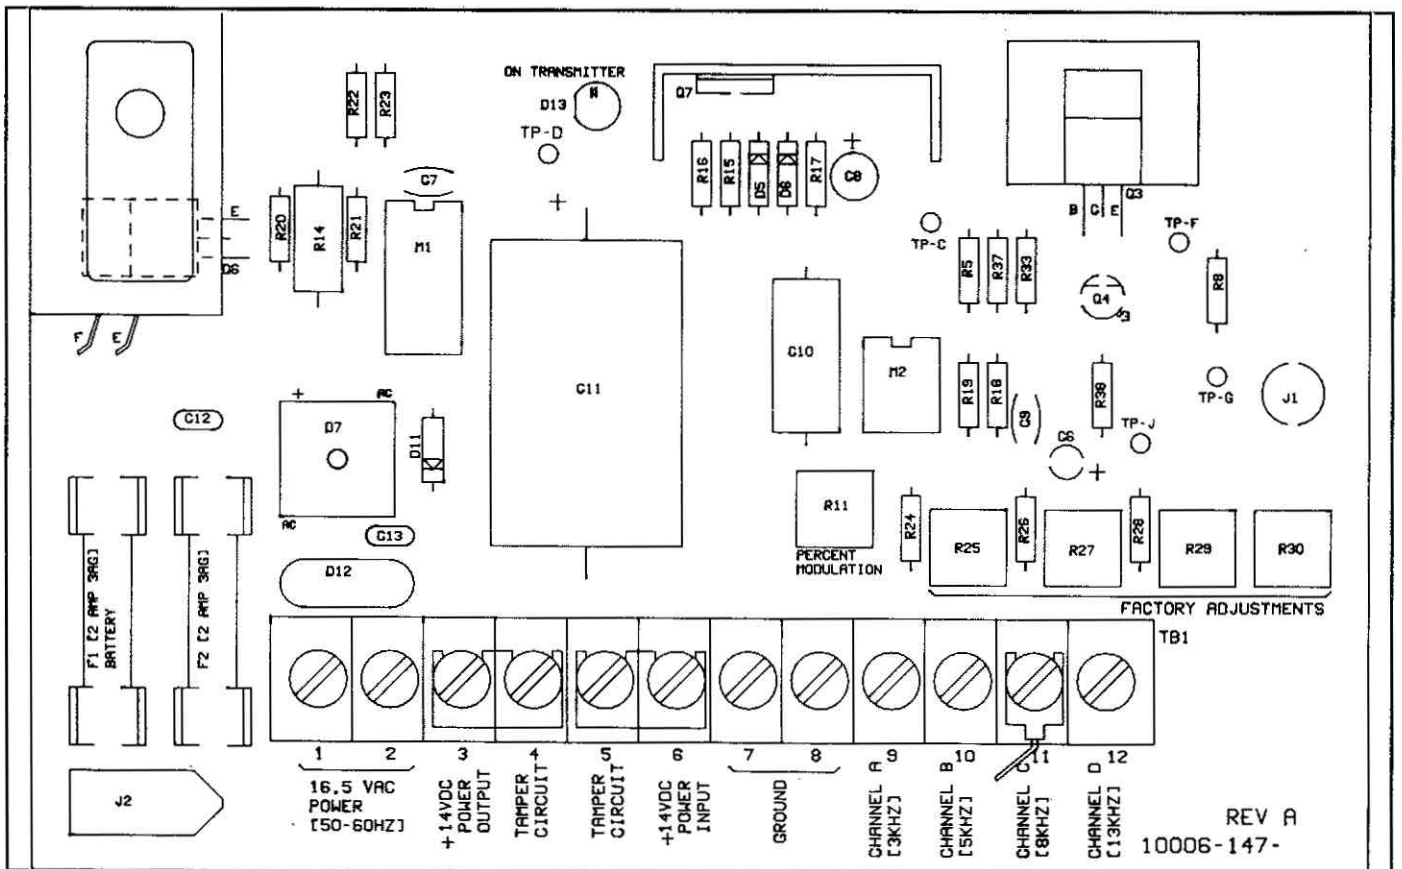 ON TRANSMITTER
D13
TP-D
Q7
R22
R23
C7
M1
R16
R15
D5
D8
R17
C8
+
+
E
D6
F
E
R20
R14
R21
B C E
Q3
TP-C
TP-F
R5
R37
R33
Q4
3
R8
C11
C10
M2
R19
R18
C9
R38
TP-J
TP-G
J1
C6
+
C12
+
AC
D7
AC
D11
C13
D12
R11
PERCENT
MODULATION
R24
R25
R26
R27
R28
R29
R30
FACTORY ADJUSTMENTS
F1 [2 AMP 3AG]
BATTERY
F2 [2 AMP 3AG]
TB1
1 2 3 4 5 6 7 8 9 10 11 12
J2
16.5 VAC
POWER
[50-60HZ]
+14VDC
POWER
OUTPUT
TAMPER
CIRCUIT
TAMPER
CIRCUIT
+14VDC
POWER
INPUT
GROUND
CHANNEL A
[3KHZ]
CHANNEL B
[5KHZ]
CHANNEL C
[8KHZ]
CHANNEL D
[13KHZ]
REV A
10006-147-